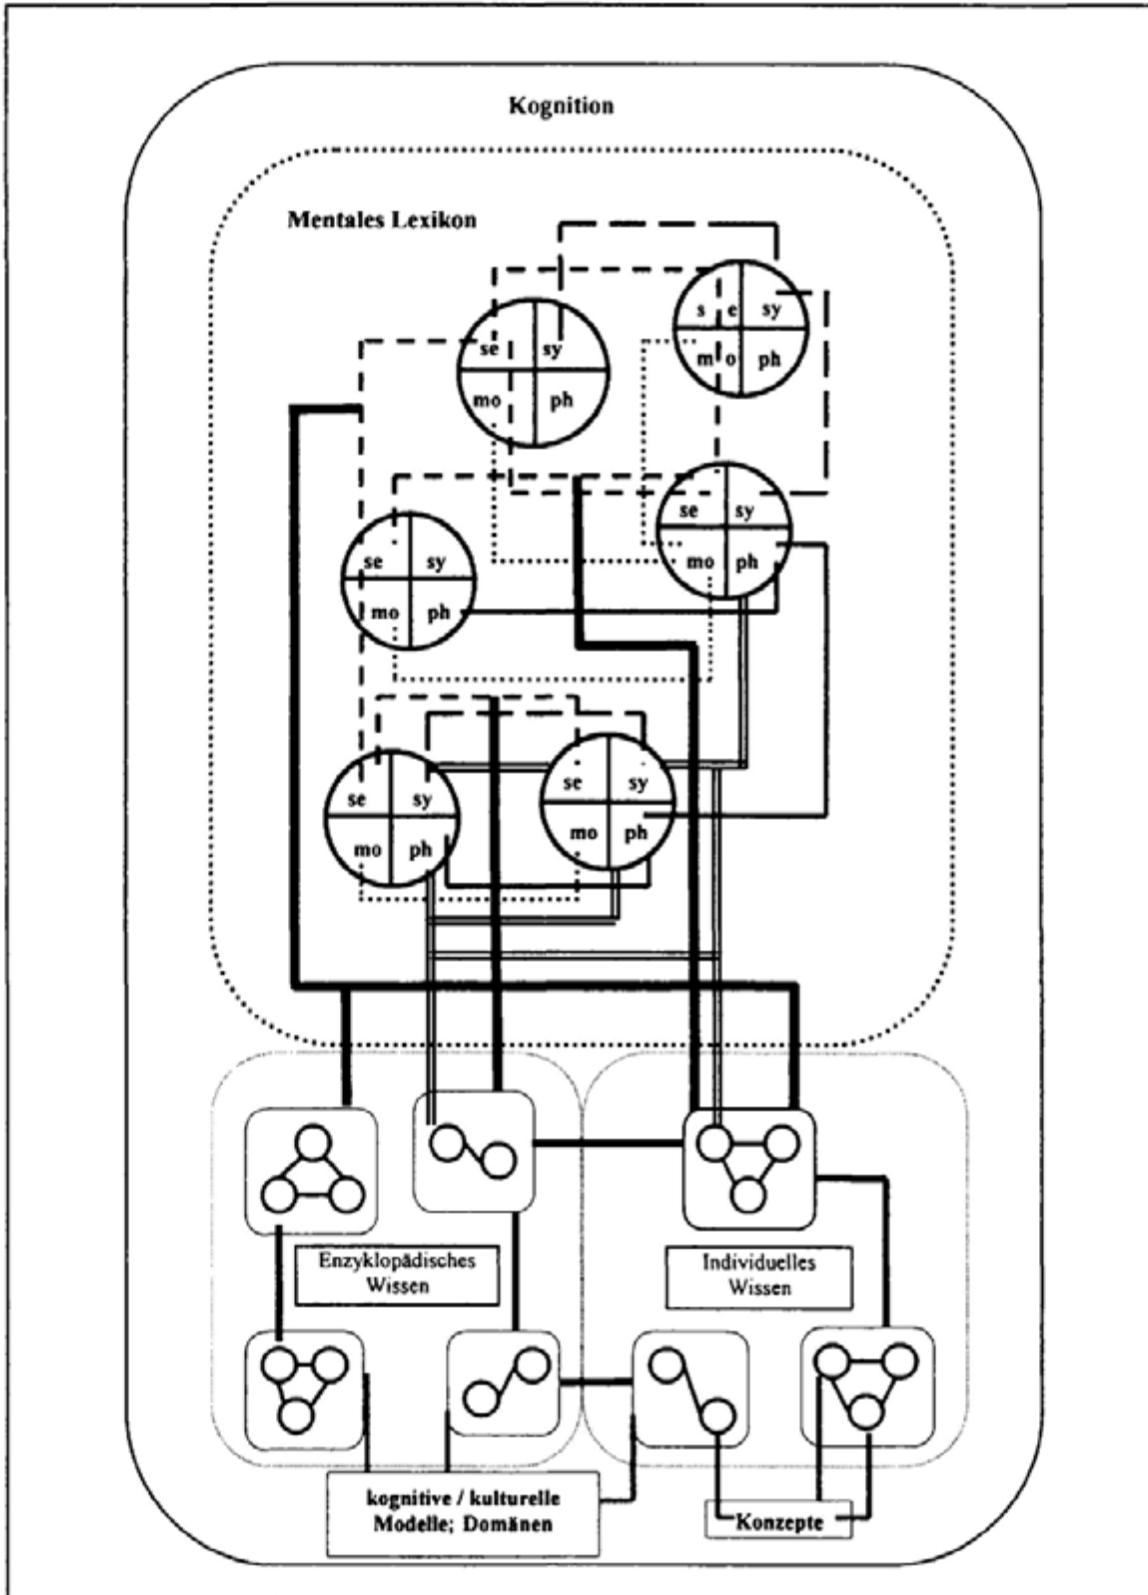 Kognition
Mentales Lexikon
s e sy
m o ph
se sy
mo ph
se sy
mo ph
se sy
mo ph
se sy
mo ph
se sy
mo ph
Enzyklopädisches
Wissen
Individuelles
Wissen
kognitive / kulturelle
Modelle; Domänen
Konzepte